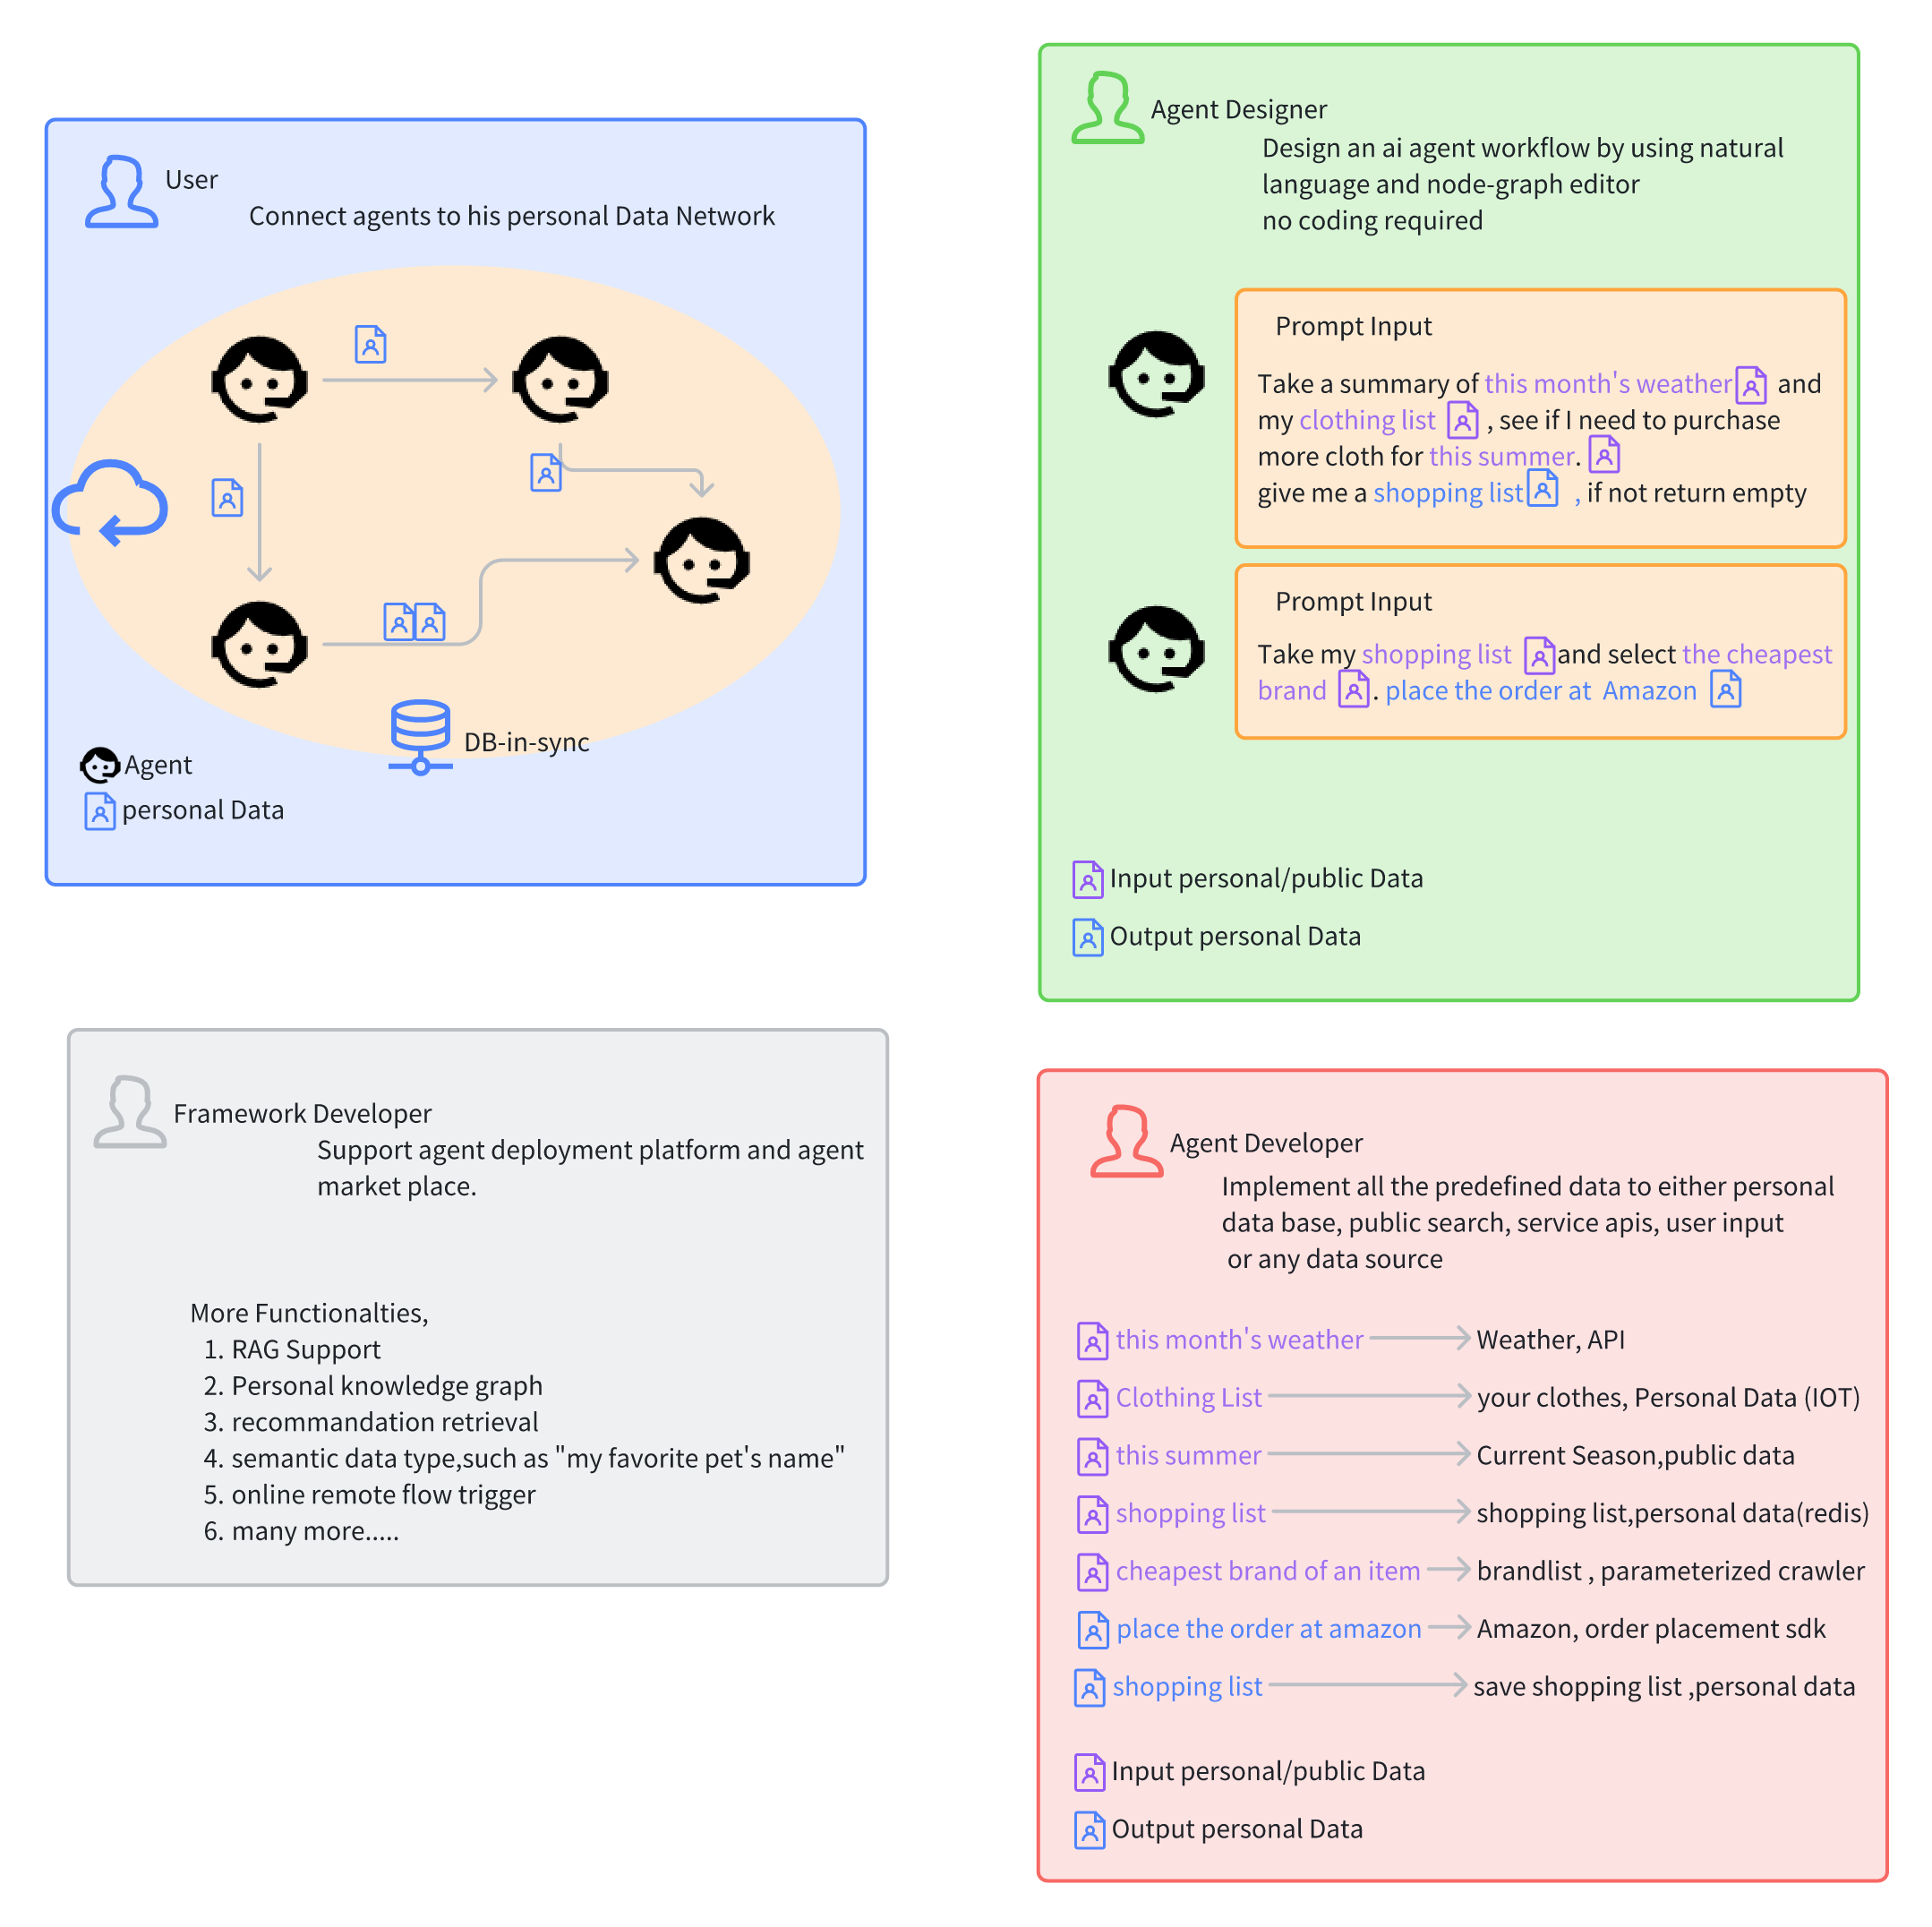 User
Connect agents to his personal Data Network
DB-in-sync
Agent
personal Data
Agent Designer
Design an ai agent workflow by using natural
language and node-graph editor
no coding required
Prompt Input
Take a summary of this month's weather and
my clothing list , see if I need to purchase
more cloth for this summer.
give me a shopping list , if not return empty
Prompt Input
Take my shopping list and select the cheapest
brand . place the order at Amazon
Input personal/public Data
Output personal Data
Framework Developer
Support agent deployment platform and agent
market place.
More Functionalties,
1. RAG Support
2. Personal knowledge graph
3. recommandation retrieval
4. semantic data type,such as "my favorite pet's name"
5. online remote flow trigger
6. many more.....
Agent Developer
Implement all the predefined data to either personal
data base, public search, service apis, user input
or any data source
this month's weather Weather, API
Clothing List your clothes, Personal Data (IOT)
this summer Current Season,public data
shopping list shopping list,personal data(redis)
cheapest brand of an item brandlist , parameterized crawler
place the order at amazon Amazon, order placement sdk
shopping list save shopping list ,personal data
Input personal/public Data
Output personal Data